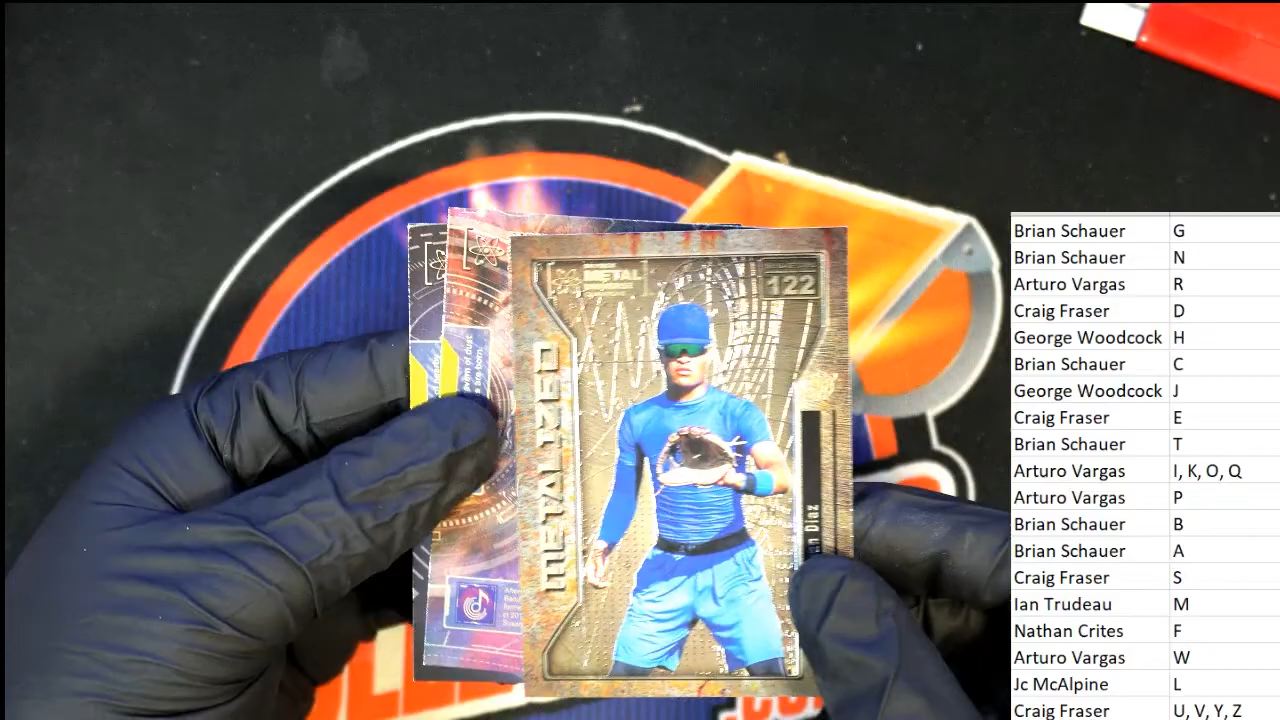 METAL
122
METALIZED
n Diaz
Brian Schauer G
Brian Schauer N
Arturo Vargas R
Craig Fraser D
George Woodcock H
Brian Schauer C
George Woodcock J
Craig Fraser E
Brian Schauer T
Arturo Vargas I, K, O, Q
Arturo Vargas P
Brian Schauer B
Brian Schauer A
Craig Fraser S
Ian Trudeau M
Nathan Crites F
Arturo Vargas W
Jc McAlpine L
Craig Fraser U, V, Y, Z